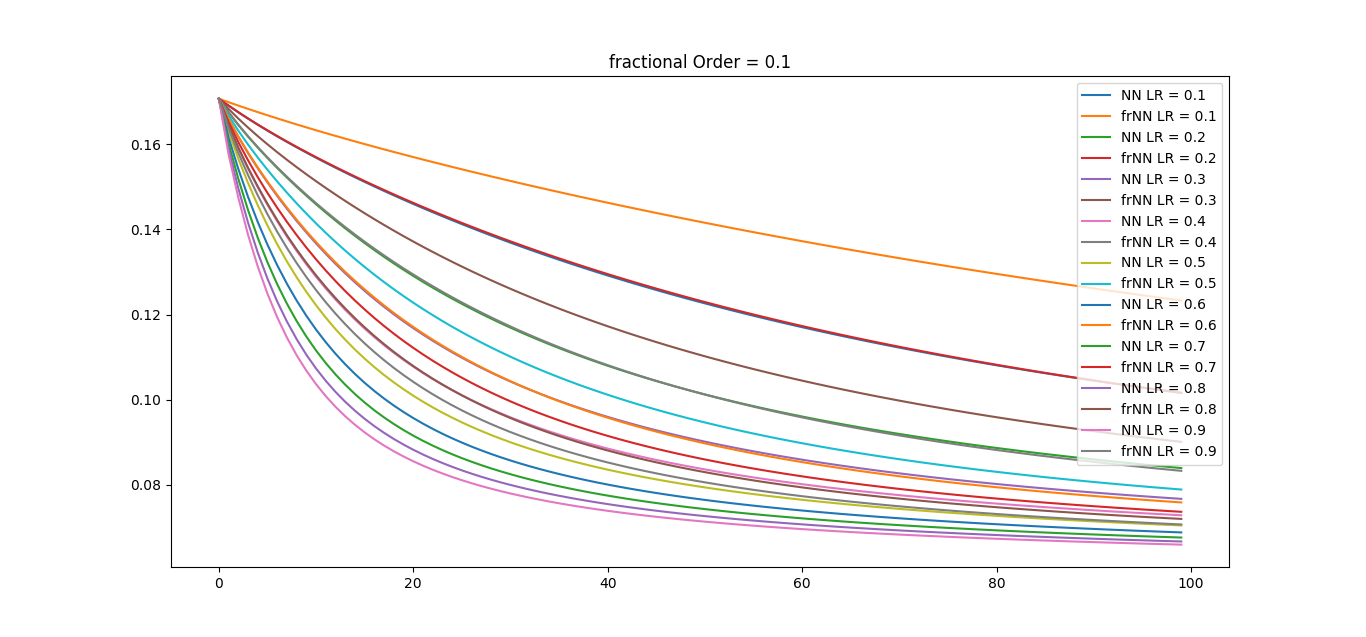 fractional Order = 0.1
0.16
0.14
0.12
0.10
0.08
0
20
40
60
80
100
NN LR = 0.1
frNN LR = 0.1
NN LR = 0.2
frNN LR = 0.2
NN LR = 0.3
frNN LR = 0.3
NN LR = 0.4
frNN LR = 0.4
NN LR = 0.5
frNN LR = 0.5
NN LR = 0.6
frNN LR = 0.6
NN LR = 0.7
frNN LR = 0.7
NN LR = 0.8
frNN LR = 0.8
NN LR = 0.9
frNN LR = 0.9